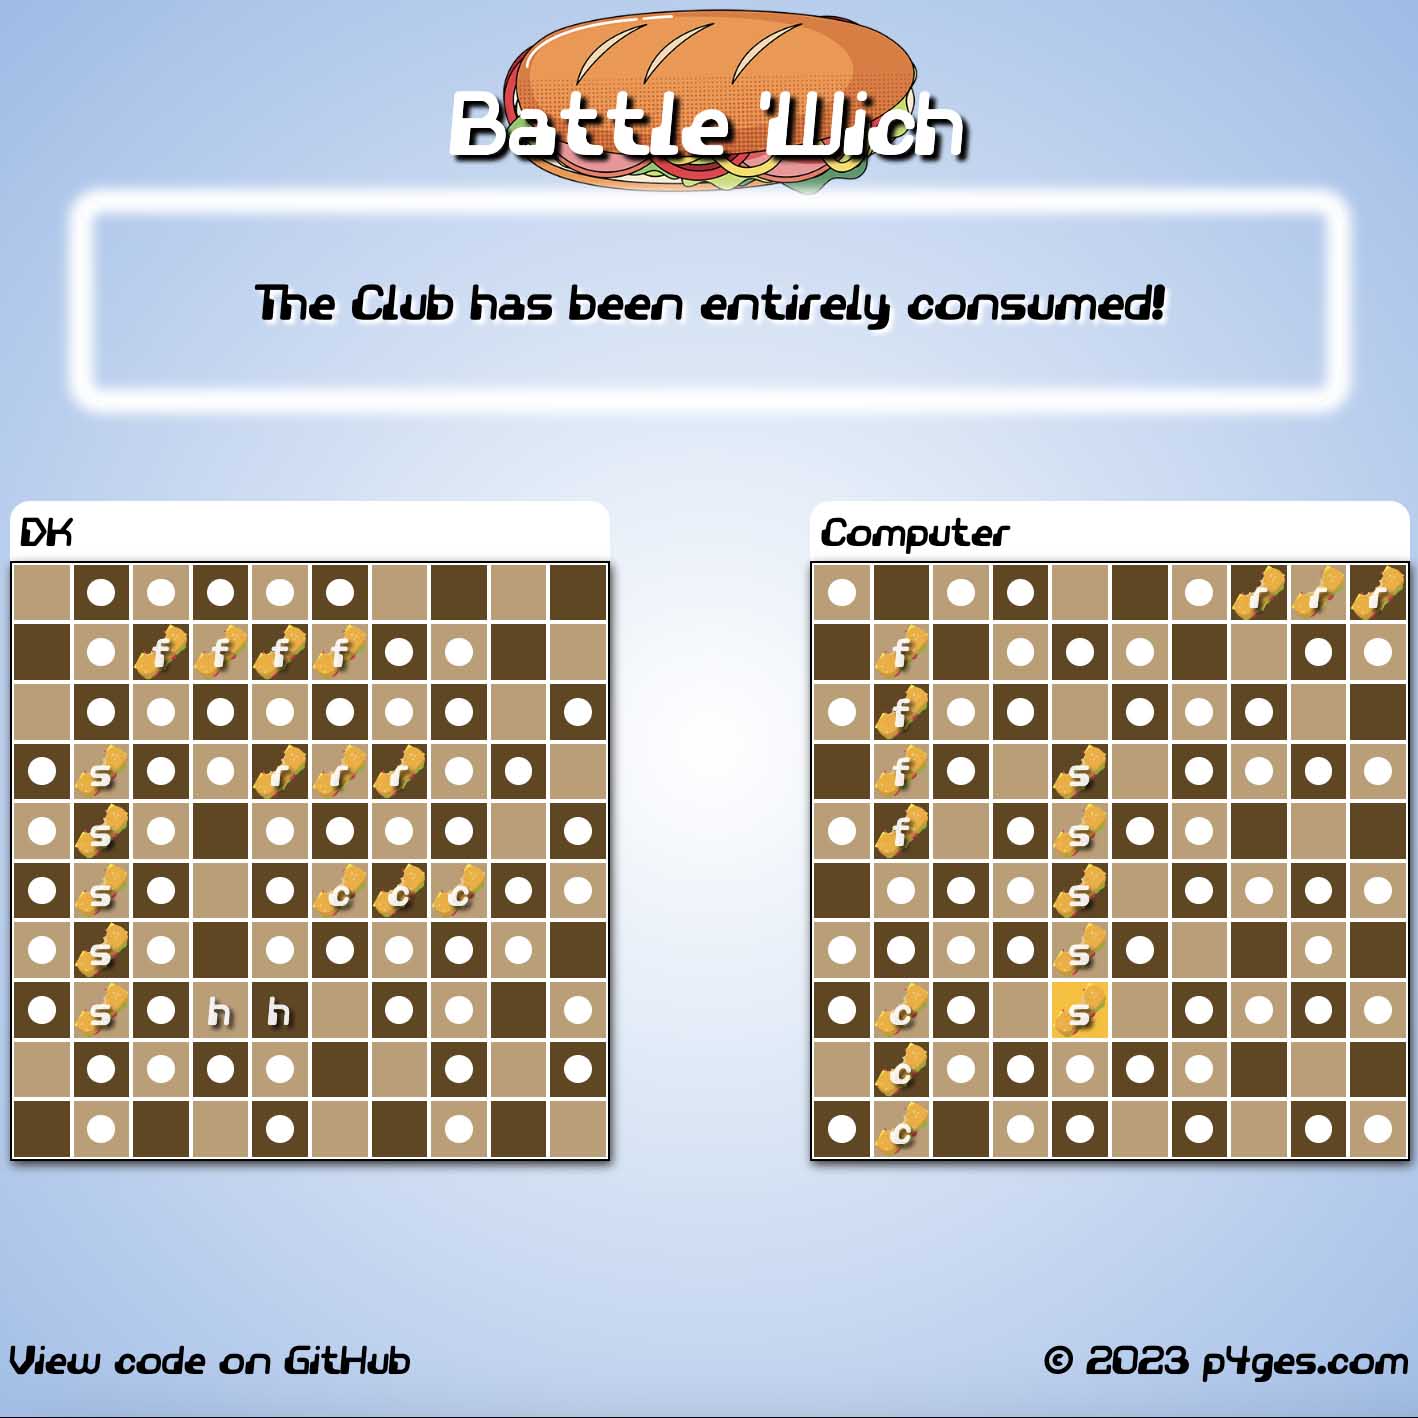 Battle 'Wich
The Club has been entirely consumed!
DK
Computer
r r r
f f f f
f
f
s r r r
f s
s
f s
s c c c
s
s
s
s h h
c s
c
c
View code on GitHub
© 2023 p4ges.com